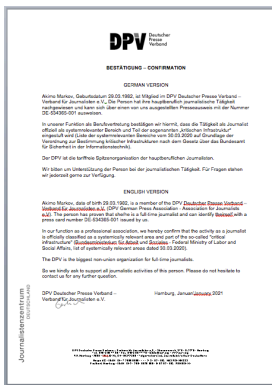 DPV Deutscher
Presse
Verband
BESTÄTIGUNG – CONFIRMATION
GERMAN VERSION
Akimo Markov, Geburtsdatum 29.03.1982, ist Mitglied im DPV Deutscher Presse Verband –
Verband für Journalisten e.V.. Die Person hat ihre hauptberuflich journalistische Tätigkeit
nachgewiesen und kann sich über einen von uns ausgestellten Presseausweis mit der Nummer
DE-534365-001 ausweisen.
In unserer Funktion als Berufsvertretung bestätigen wir hiermit, dass die Tätigkeit als Journalist
offiziell als systemrelevanter Bereich und Teil der sogenannten „kritischen Infrastruktur"
eingestuft wird (Liste der systemrelevanten Bereiche vom 30.03.2020 auf Grundlage der
Verordnung zur Bestimmung kritischer Infrastrukturen nach dem Gesetz über das Bundesamt
für Sicherheit in der Informationstechnik).
Der DPV ist die tariffreie Spitzenorganisation der hauptberuflichen Journalisten.
Wir bitten um Unterstützung der Person bei der journalistischen Tätigkeit. Für Fragen stehen
wir jederzeit gerne zur Verfügung.
ENGLISH VERSION
Akimo Markov, date of birth 29.03.1982, is a member of the DPV Deutscher Presse Verband –
Verband für Journalisten e.V. (DPV German Press Association - Association for Journalists
e.V). The person has proven that she/he is a full-time journalist and can identify with a
press card number DE-534365-001 issued by us.
In our function as a professional association, we hereby confirm that the activity as a journalist
is officially classified as a systemically relevant area and part of the so-called "critical
infrastructure" (Bundesministerium für Arbeit und Soziales - Federal Ministry of Labor and
Social Affairs, list of systemically relevant areas dated 30.03.2020).
The DPV is the biggest non-union organization for full-time journalists.
So we kindly ask to support all journalistic activities of this person. Please do not hesitate to
contact us for any further question.
DPV Deutscher Presse Verband – Hamburg, Januar/January 2021
Verband für Journalisten e.V.
Journalistenzentrum
DEUTSCHLAND